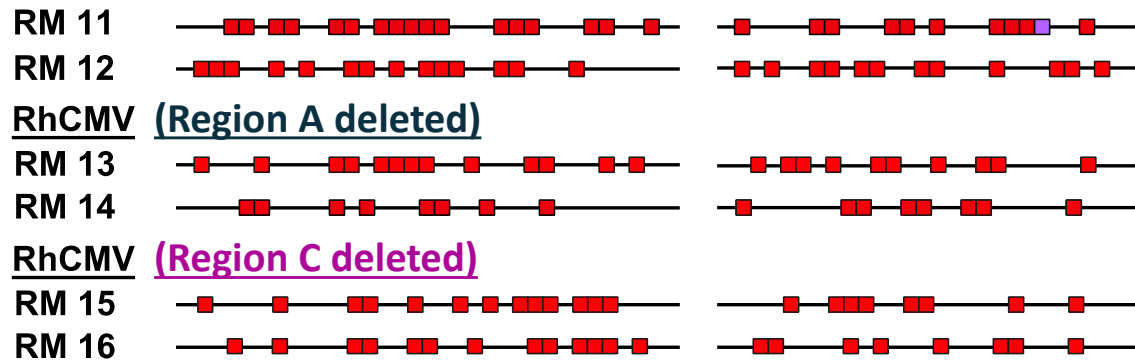 RM 11
RM 12
RhCMV (Region A deleted)
RM 13
RM 14
RhCMV (Region C deleted)
RM 15
RM 16